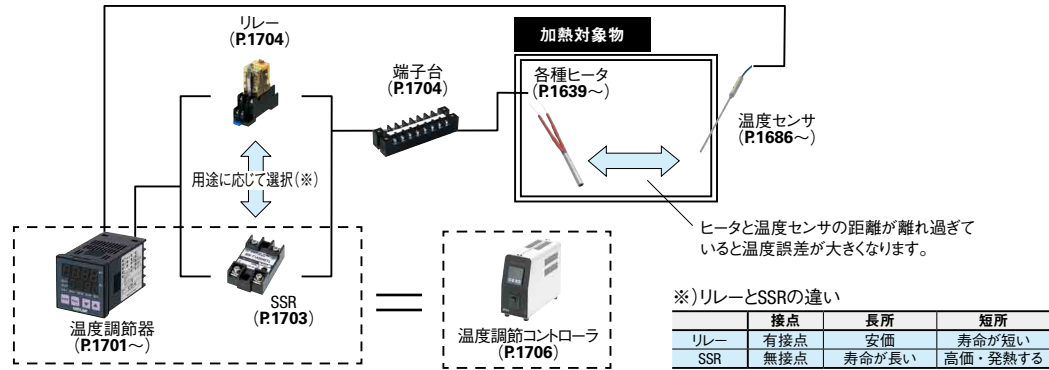 リレー
(P.1704)
加熱対象物
端子台
(P.1704)
各種ヒータ
(P.1639～)
温度センサ
(P.1686～)
用途に応じて選択(※)
ヒータと温度センサの距離が離れ過ぎて
いると温度誤差が大きくなります。
SSR
(P.1703)
温度調節器
(P.1701～)
温度調節コントローラ
(P.1706)
※)リレーとSSRの違い
接点 長所 短所
リレー 有接点 安価 寿命が短い
SSR 無接点 寿命が長い 高価・発熱する